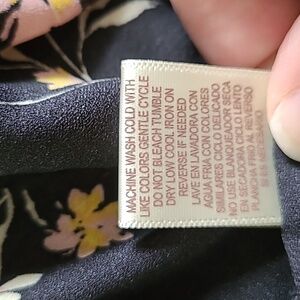 MACHINE WASH COLD WITH
LIKE COLORS GENTLE CYCLE
DO NOT BLEACH TUMBLE
DRY LOW COOL IRON ON
REVERSE IF NEEDED
LAVE EN LAVADORA CON
AGUA FRIA CON COLORES
SIMILARES CICLO DELICADO
NO USE BLANQUEADOR SECA
EN SECADORA CICLO
PLANCHA TIBIA AL REVERSO
SI ES NECESARIO